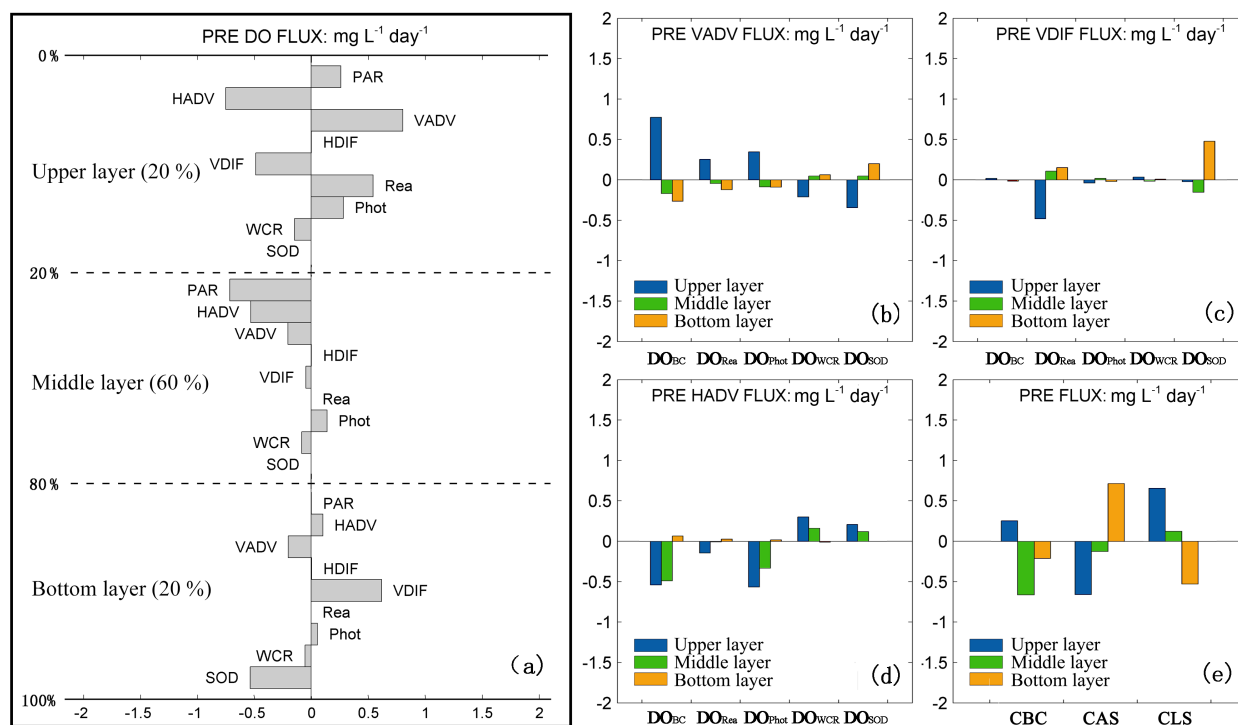 PRE DO FLUX: mg L-1 day-1
0%
PAR
HADV
VADV
HDIF
Upper layer (20 %)
VDIF
Rea
Phot
WCR
SOD
20%
PAR
HADV
VADV
HDIF
Middle layer (60 %)
VDIF
Rea
Phot
WCR
SOD
80%
PAR
HADV
VADV
HDIF
Bottom layer (20 %)
VDIF
Rea
Phot
WCR
SOD
(a)
100%
-2 -1.5 -1 -0.5 0 0.5 1 1.5 2
PRE VADV FLUX: mg L-1 day-1
2
1.5
1
0.5
0
-0.5
-1
-1.5
-2
Upper layer
Middle layer
Bottom layer
(b)
DOBC DORea DOPhot DOWCR DOSOD
PRE VDIF FLUX: mg L-1 day-1
2
1.5
1
0.5
0
-0.5
-1
-1.5
-2
Upper layer
Middle layer
Bottom layer
(c)
DOBC DORea DOPhot DOWCR DOSOD
PRE HADV FLUX: mg L-1 day-1
2
1.5
1
0.5
0
-0.5
-1
-1.5
-2
Upper layer
Middle layer
Bottom layer
(d)
DOBC DORea DOPhot DOWCR DOSOD
PRE FLUX: mg L-1 day-1
2
1.5
1
0.5
0
-0.5
-1
-1.5
-2
Upper layer
Middle layer
Bottom layer
(e)
CBC CAS CLS